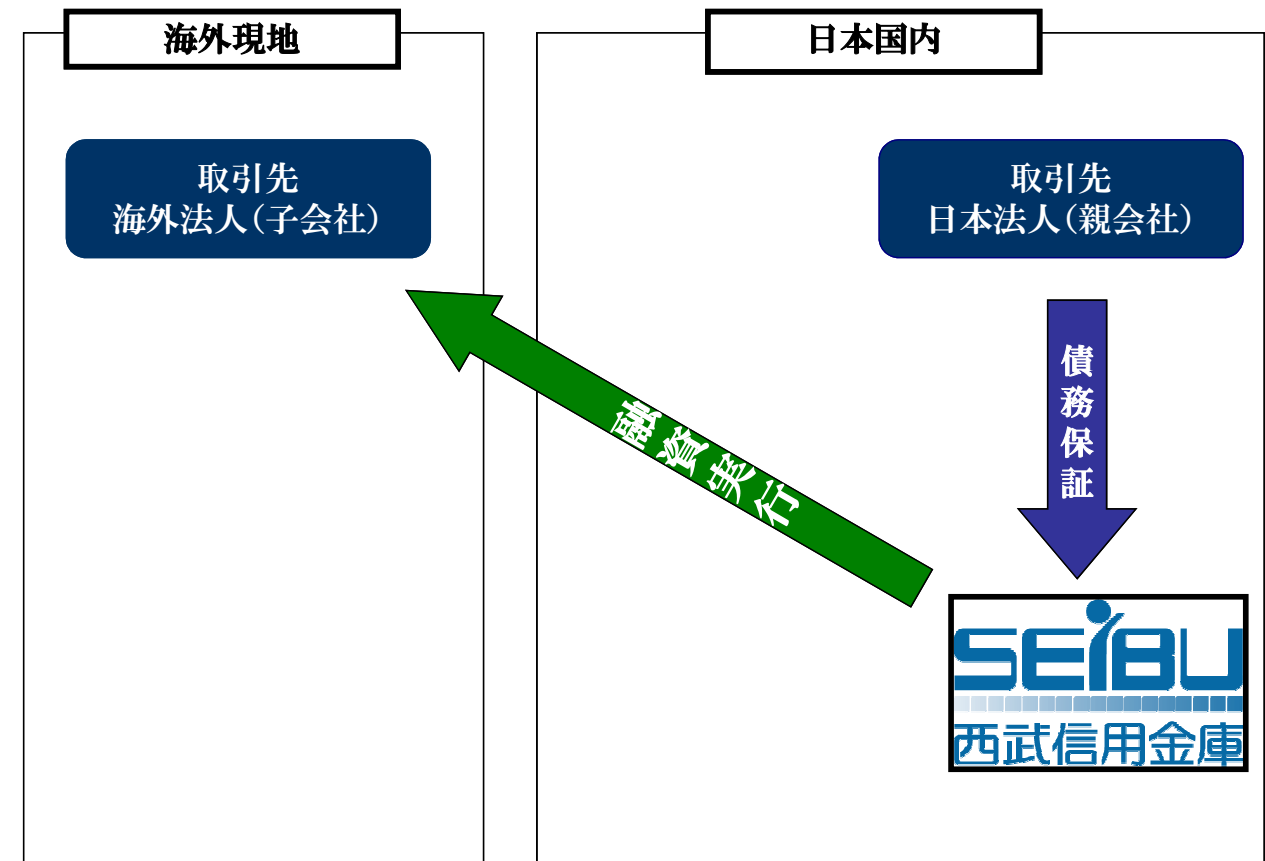 海外現地
日本国内
取引先
海外法人(子会社)
取引先
日本法人(親会社)
債務保証
融資実行
SEIBU
西武信用金庫